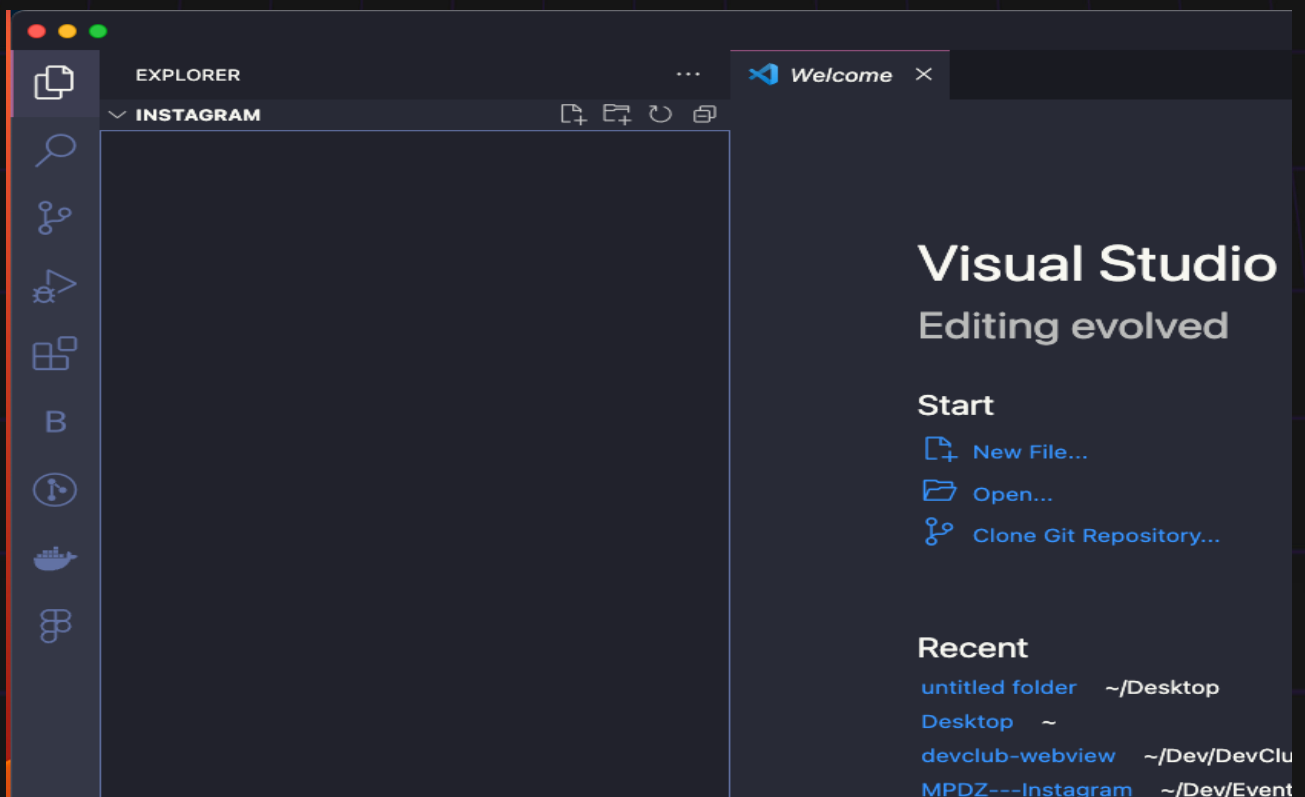 EXPLORER
INSTAGRAM
Welcome
Visual Studio
Editing evolved
Start
New File...
Open...
Clone Git Repository...
Recent
untitled folder ~/Desktop
Desktop ~
devclub-webview ~/Dev/DevClu
MPDZ---Instagram ~/Dev/Event
B